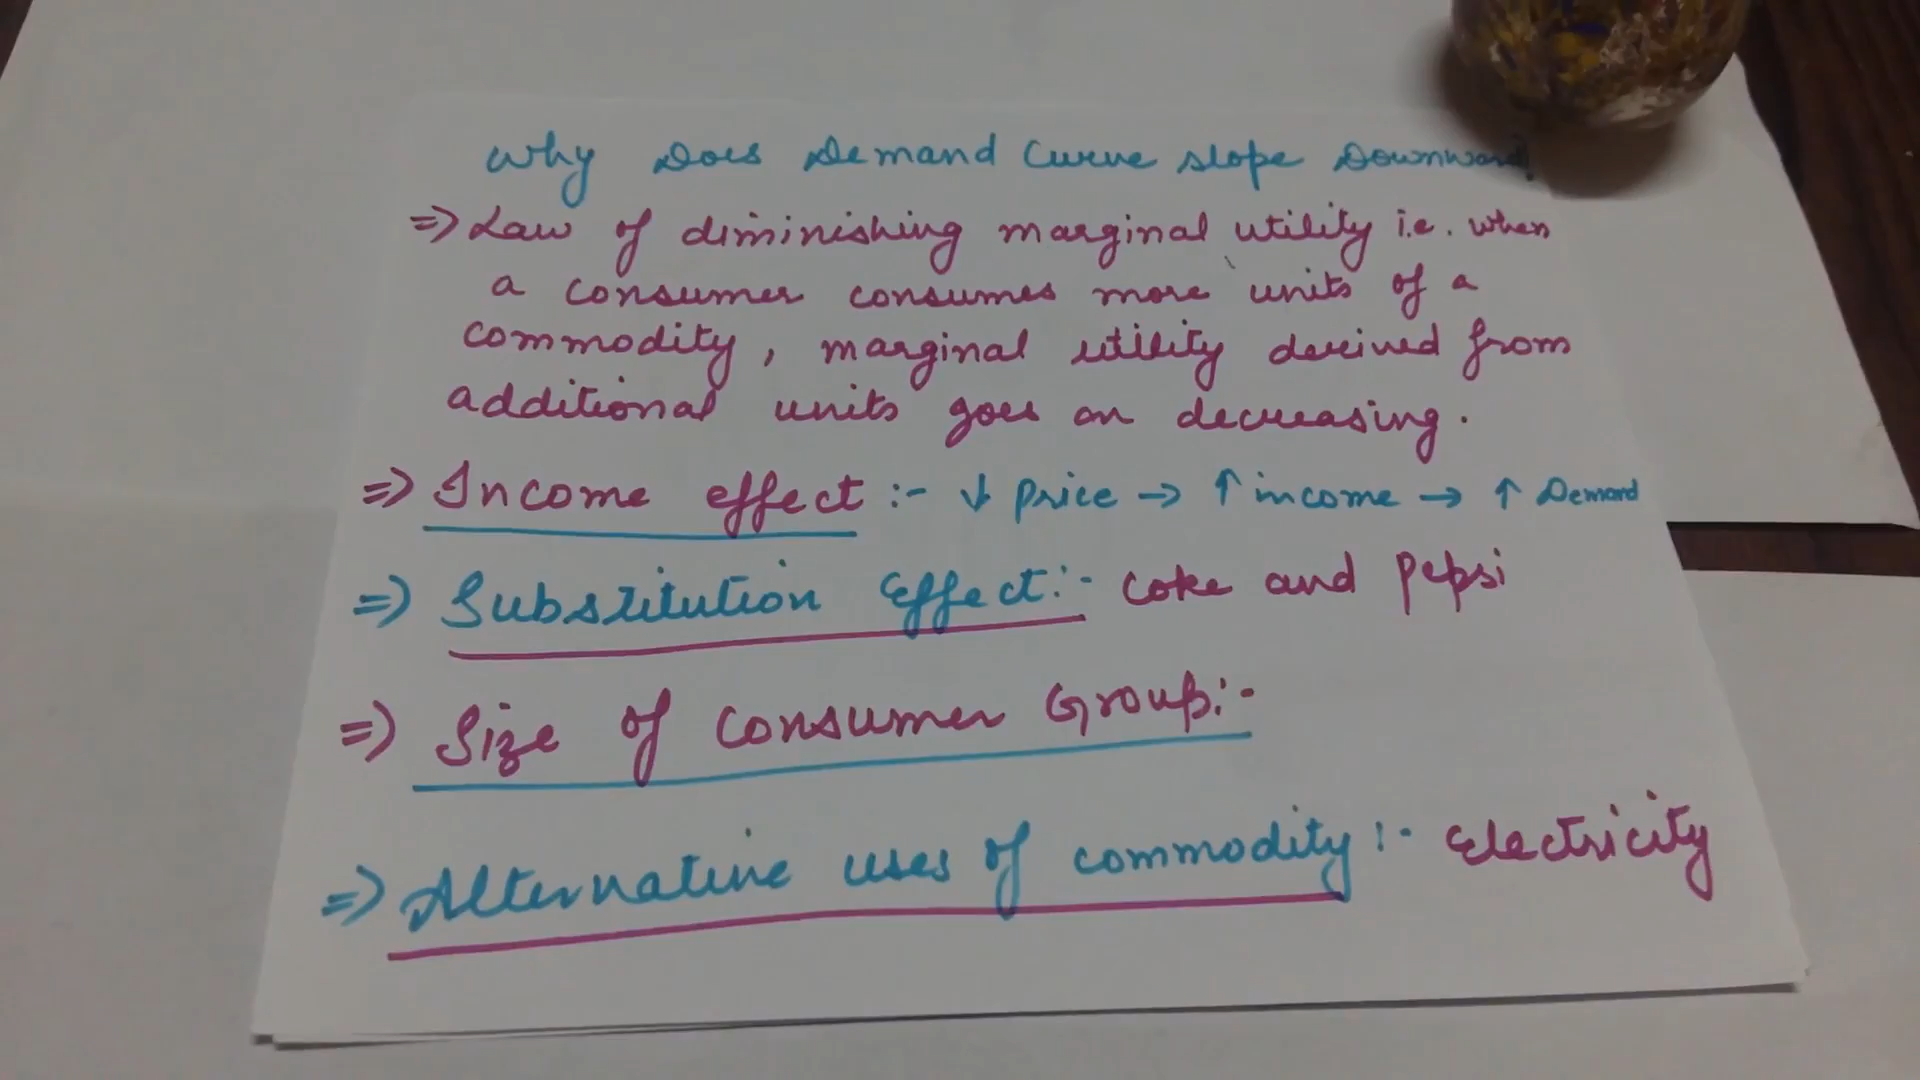 Why Does Demand Curve slope Downward
=> Law of diminishing marginal utility i.e. when
a consumer consumes more units of a
commodity, marginal utility derived from
additional units goes on decreasing.
=> Income effect :- ↓ price → ↑ income → ↑ Demand
=> Substitution Effect:- Coke and Pepsi
=> Size of Consumer Group:-
=> Alternative uses of commodity :- Electricity